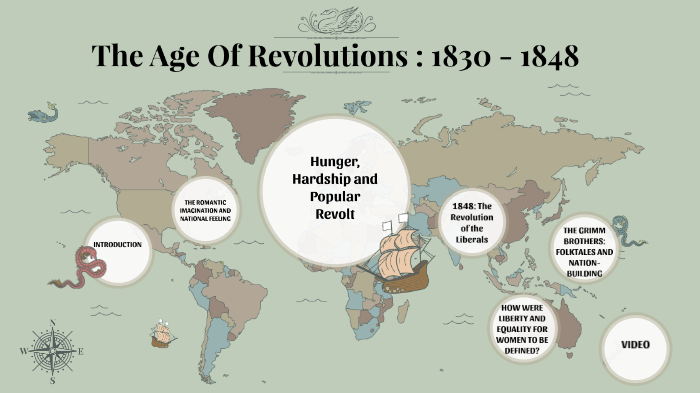 The Age Of Revolutions : 1830 - 1848
Hunger,
Hardship and
Popular
Revolt
THE ROMANTIC
IMAGINATION AND
NATIONAL FEELING
1848: The
Revolution
of the
Liberals
INTRODUCTION
THE GRIMM
BROTHERS:
FOLKTALES AND
NATION-
BUILDING
HOW WERE
LIBERTY AND
EQUALITY FOR
WOMEN TO BE
DEFINED?
VIDEO
N
W E
S